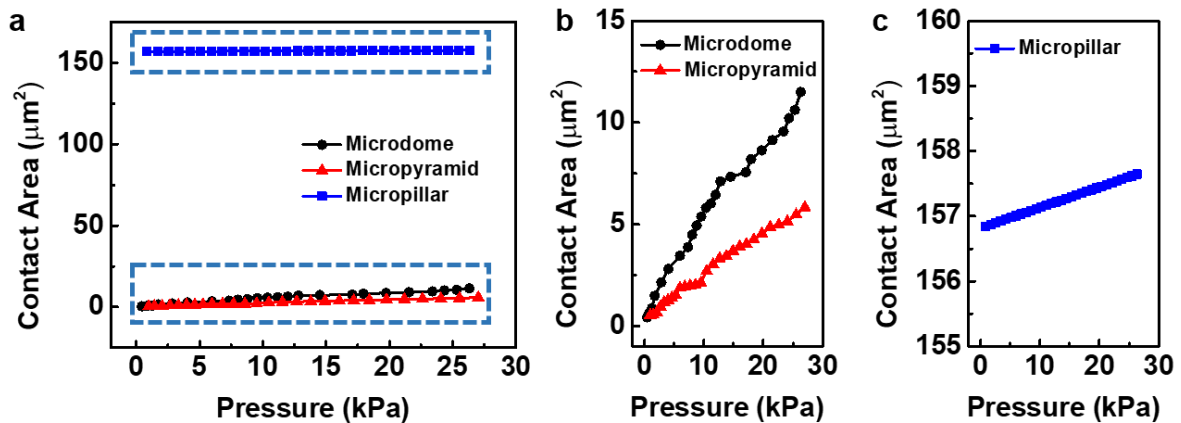 a
Contact Area (μm²)
150
100
50
0
Microdome
Micropyramid
Micropillar
0 5 10 15 20 25 30
Pressure (kPa)
b
Contact Area (μm²)
15
10
5
0
Microdome
Micropyramid
0 10 20 30
Pressure (kPa)
c
Contact Area (μm²)
160
159
158
157
156
155
Micropillar
0 10 20 30
Pressure (kPa)